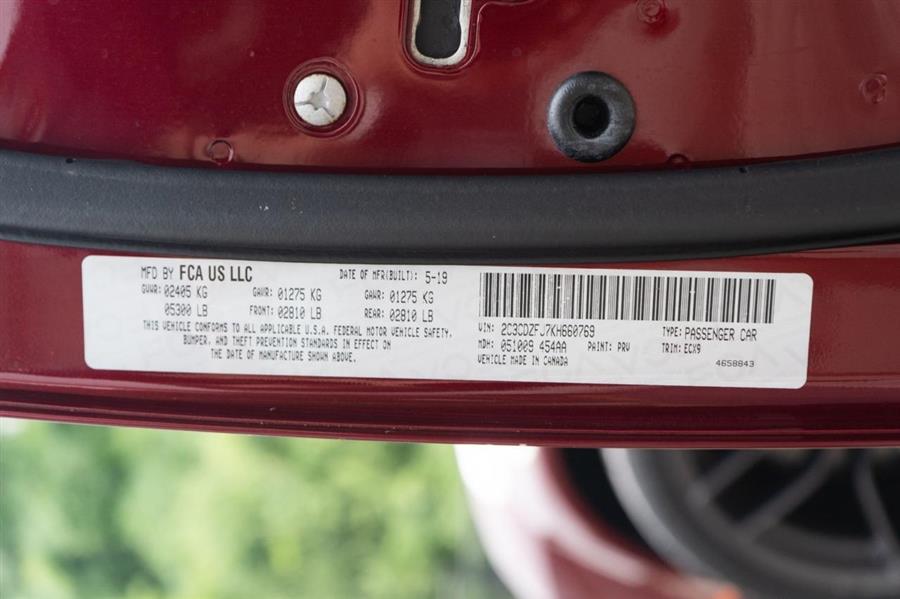 MFD BY FCA US LLC DATE OF MFR(BUILT): 5-19
GVWR: 02405 KG GAWR: 01275 KG GAWR: 01275 KG
05300 LB FRONT: 02810 LB REAR: 02810 LB
THIS VEHICLE CONFORMS TO ALL APPLICABLE U.S.A. FEDERAL MOTOR VEHICLE SAFETY,
BUMPER, AND THEFT PREVENTION STANDARDS IN EFFECT ON
THE DATE OF MANUFACTURE SHOWN ABOVE.
VIN: 2C3CDZFJ7KH660769 TYPE: PASSENGER CAR
MDH: 051009 454AA PAINT: PRV TRIM: ECX9
VEHICLE MADE IN CANADA 4658843